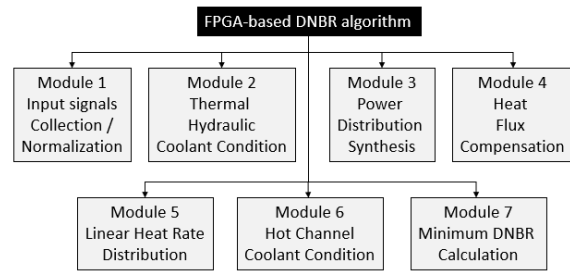 FPGA-based DNBR algorithm
Module 1
Input signals
Collection /
Normalization
Module 2
Thermal
Hydraulic
Coolant Condition
Module 3
Power
Distribution
Synthesis
Module 4
Heat
Flux
Compensation
Module 5
Linear Heat Rate
Distribution
Module 6
Hot Channel
Coolant Condition
Module 7
Minimum DNBR
Calculation